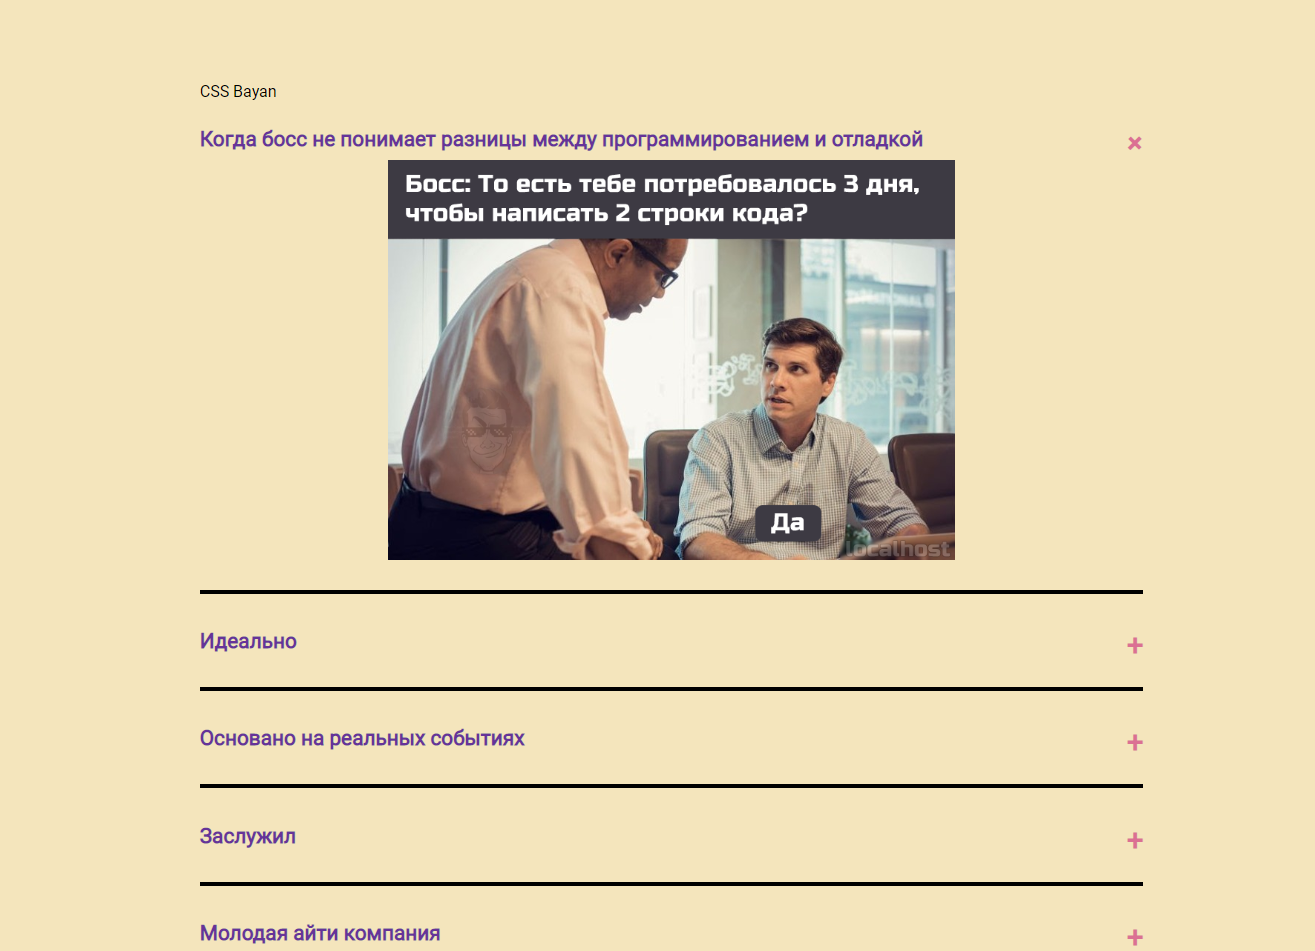 CSS Bayan
Когда босс не понимает разницы между программированием и отладкой
Босс: То есть тебе потребовалось 3 дня,
чтобы написать 2 строки кода?
Да
localhost
Идеально
Основано на реальных событиях
Заслужил
Молодая айти компания